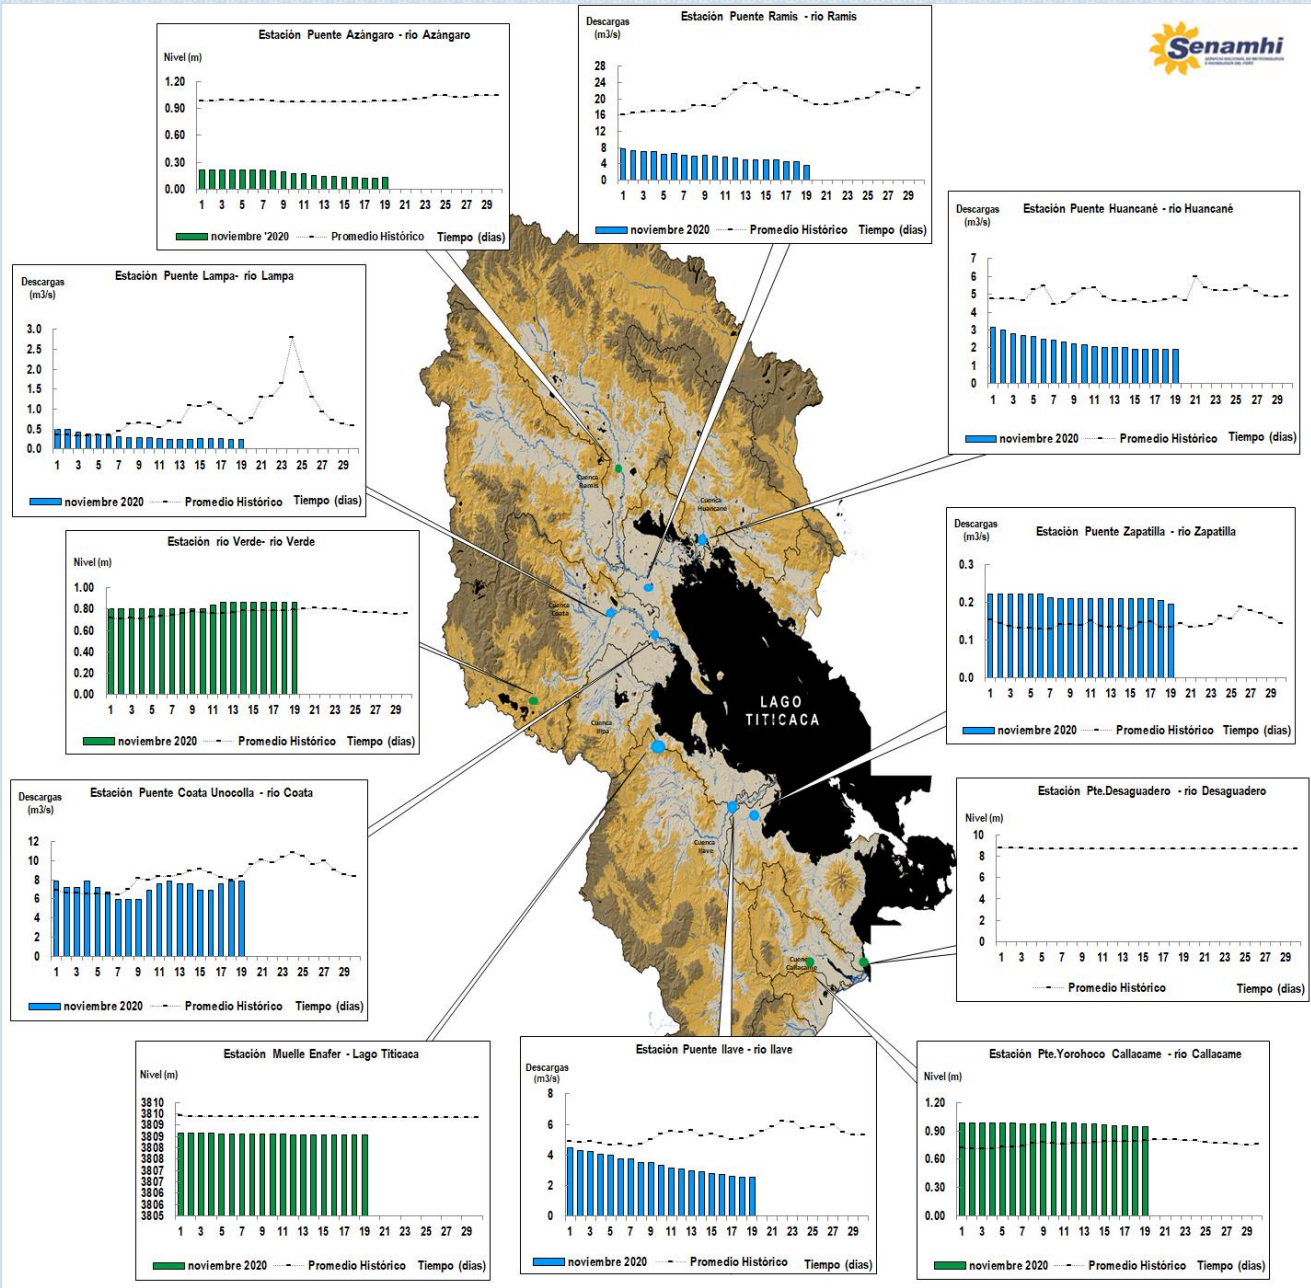 Senamhi
SERVICIO NACIONAL DE METEOROLOGÍA
E HIDROLOGÍA DEL PERÚ
Estación Puente Azángaro - río Azángaro
Nivel (m)
1.20
0.90
0.60
0.30
0.00
1 3 5 7 9 11 13 15 17 19 21 23 25 27 29
noviembre '2020 Promedio Histórico Tiempo (días)
Estación Puente Ramis - río Ramis
Descargas
(m3/s)
28
24
20
16
12
8
4
0
1 3 5 7 9 11 13 15 17 19 21 23 25 27 29
noviembre 2020 Promedio Histórico Tiempo (días)
Estación Puente Huancané - río Huancané
Descargas
(m3/s)
7
6
5
4
3
2
1
0
1 3 5 7 9 11 13 15 17 19 21 23 25 27 29
noviembre 2020 Promedio Histórico Tiempo (días)
Estación Puente Lampa- río Lampa
Descargas
(m3/s)
3.0
2.5
2.0
1.5
1.0
0.5
0.0
1 3 5 7 9 11 13 15 17 19 21 23 25 27 29
noviembre 2020 Promedio Histórico Tiempo (días)
Estación río Verde- río Verde
Nivel (m)
1.00
0.80
0.60
0.40
0.20
0.00
1 3 5 7 9 11 13 15 17 19 21 23 25 27 29
noviembre 2020 Promedio Histórico Tiempo (días)
Estación Puente Zapatilla - río Zapatilla
Descargas
(m3/s)
0.3
0.2
0.1
0.0
1 3 5 7 9 11 13 15 17 19 21 23 25 27 29
noviembre 2020 Promedio Histórico Tiempo (días)
Cuenca
Ramis
Cuenca
Huancané
Cuenca
Coata
Cuenca
Illpa
LAGO
TITICACA
Cuenca
Ilave
Cuenca
Callacame
Estación Puente Coata Unocolla - río Coata
Descargas
(m3/s)
12
10
8
6
4
2
0
1 3 5 7 9 11 13 15 17 19 21 23 25 27 29
noviembre 2020 Promedio Histórico Tiempo (días)
Estación Pte.Desaguadero - río Desaguadero
Nivel (m)
10
8
6
4
2
0
1 3 5 7 9 11 13 15 17 19 21 23 25 27 29
Promedio Histórico Tiempo (días)
Estación Muelle Enafer - Lago Titicaca
Nivel (m)
3810
3810
3809
3809
3808
3808
3807
3807
3806
3806
3805
1 3 5 7 9 11 13 15 17 19 21 23 25 27 29
noviembre 2020 Promedio Histórico Tiempo (días)
Estación Puente Ilave - río Ilave
Descargas
(m3/s)
8
6
4
2
0
1 3 5 7 9 11 13 15 17 19 21 23 25 27 29
noviembre 2020 Promedio Histórico Tiempo (días)
Estación Pte.Yorohoco Callacame - río Callacame
Nivel (m)
1.20
0.90
0.60
0.30
0.00
1 3 5 7 9 11 13 15 17 19 21 23 25 27 29
noviembre 2020 Promedio Histórico Tiempo (días)